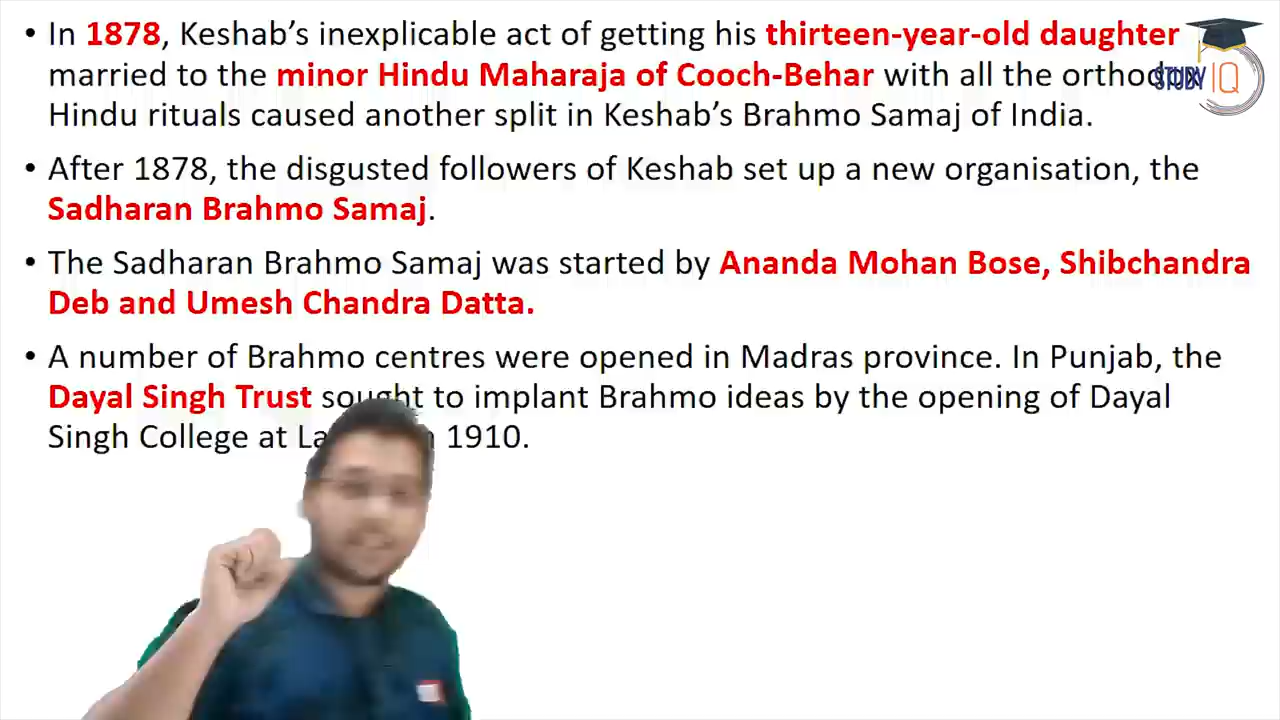 • In 1878, Keshab’s inexplicable act of getting his thirteen-year-old daughter
married to the minor Hindu Maharaja of Cooch-Behar with all the orthodox
Hindu rituals caused another split in Keshab’s Brahmo Samaj of India.
• After 1878, the disgusted followers of Keshab set up a new organisation, the
Sadharan Brahmo Samaj.
• The Sadharan Brahmo Samaj was started by Ananda Mohan Bose, Shibchandra
Deb and Umesh Chandra Datta.
• A number of Brahmo centres were opened in Madras province. In Punjab, the
Dayal Singh Trust sought to implant Brahmo ideas by the opening of Dayal
Singh College at 1910.
STUDY IQ